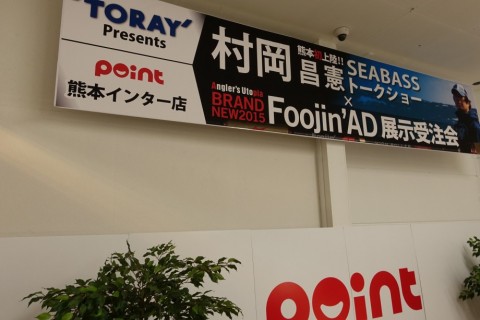 "TORAY"
Presents
point
熊本インター店
熊本初上陸!!
村岡昌憲 SEABASS
トークショー
×
Angler's Utopia
BRAND
NEW2015
Foojin'AD 展示受注会
point